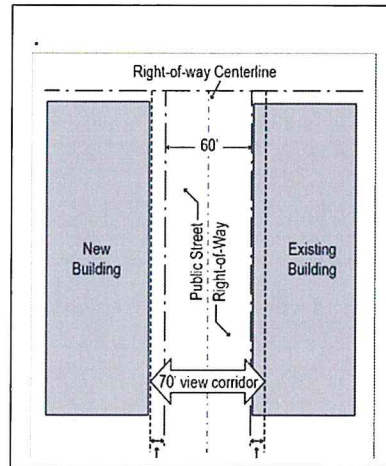 Right-of-way Centerline
60'
New
Building
Public Street
Right-of-Way
Existing
Building
70' view corridor